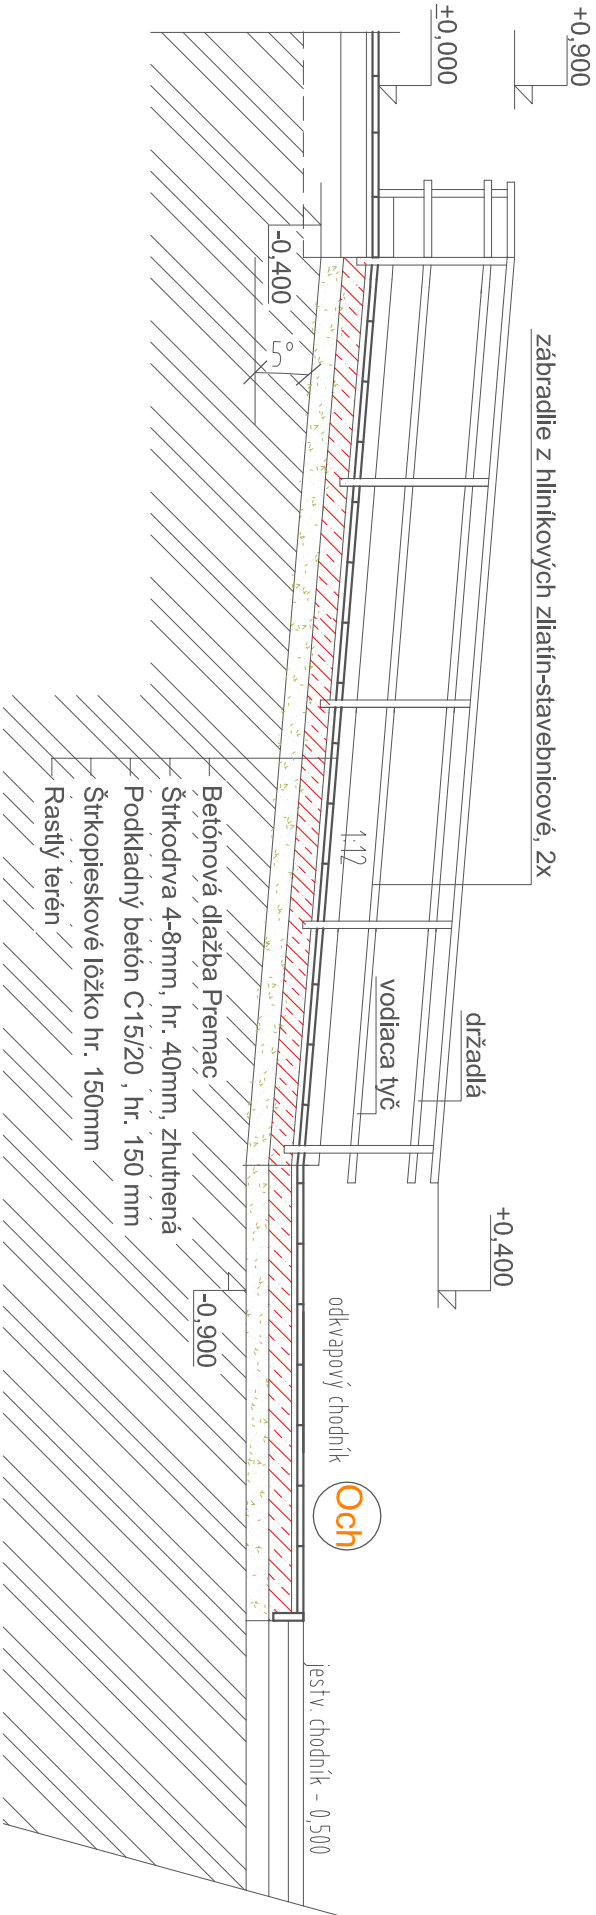 +0,900
±0,000
zábradlie z hliníkových zliatín-stavebnicové, 2x
-0,400
5°
1:12
držadlá
vodiaca tyč
+0,400
Betónová dlažba Premac
Štrkodrva 4-8mm, hr. 40mm, zhutnená
Podkladný betón C15/20 , hr. 150 mm
Štrkopieskové lôžko hr. 150mm
Rastlý terén
-0,900
odkvapový chodník
Och
jestv. chodník - 0,500